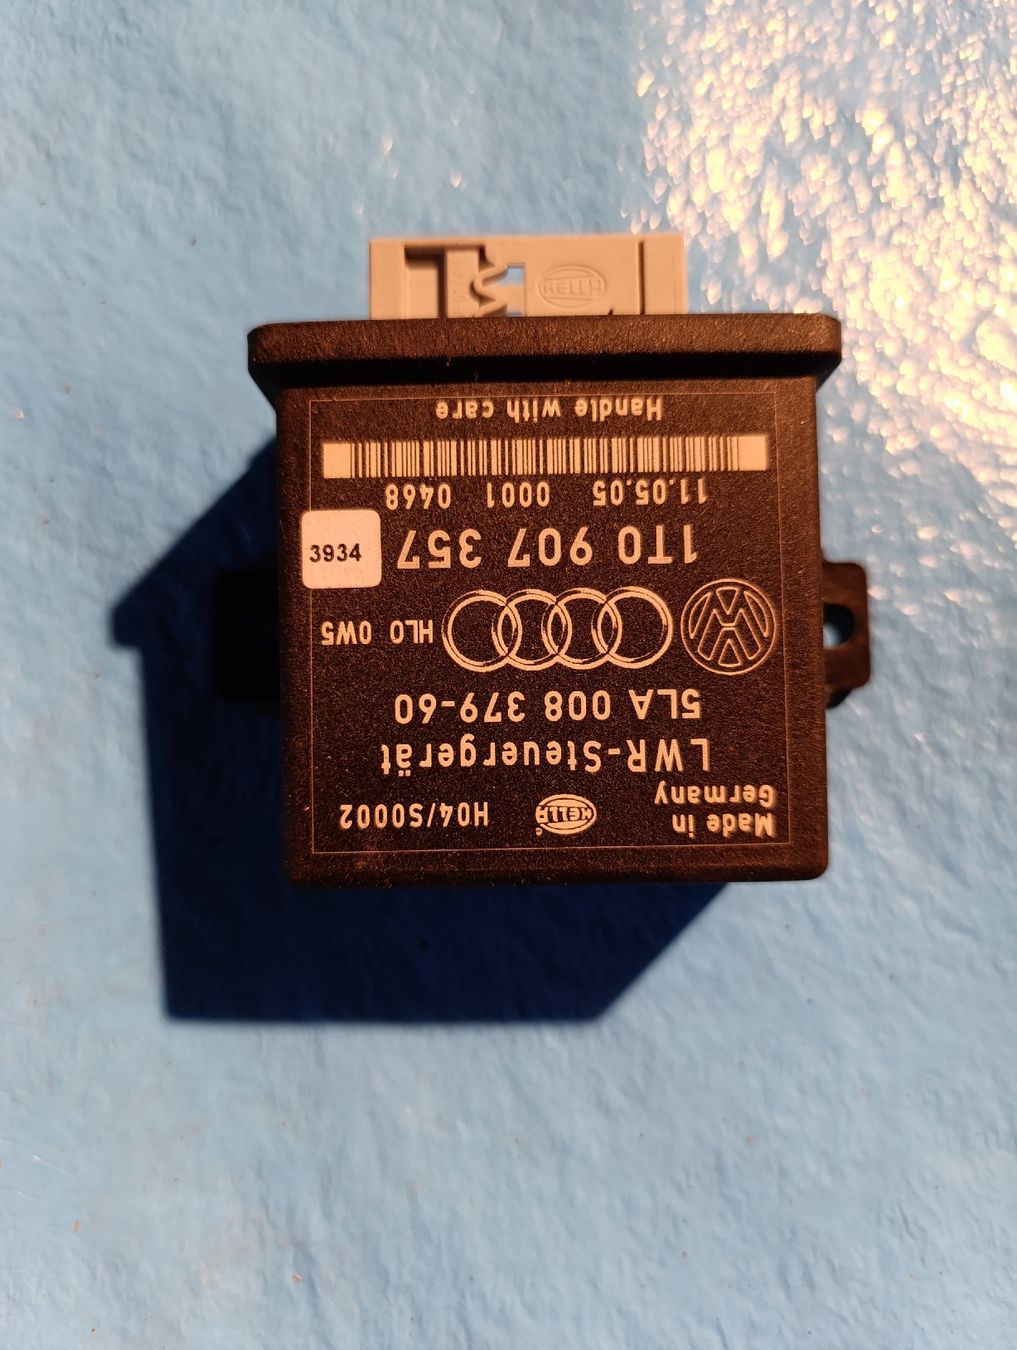 Made in
Germany
HELLA
H04/S0002
LWR-Steuergerät
5LA 008 379-60
HLO 0W5
1T0 907 357
3934
11.05.05 0001 0468
Handle with care
HELLA